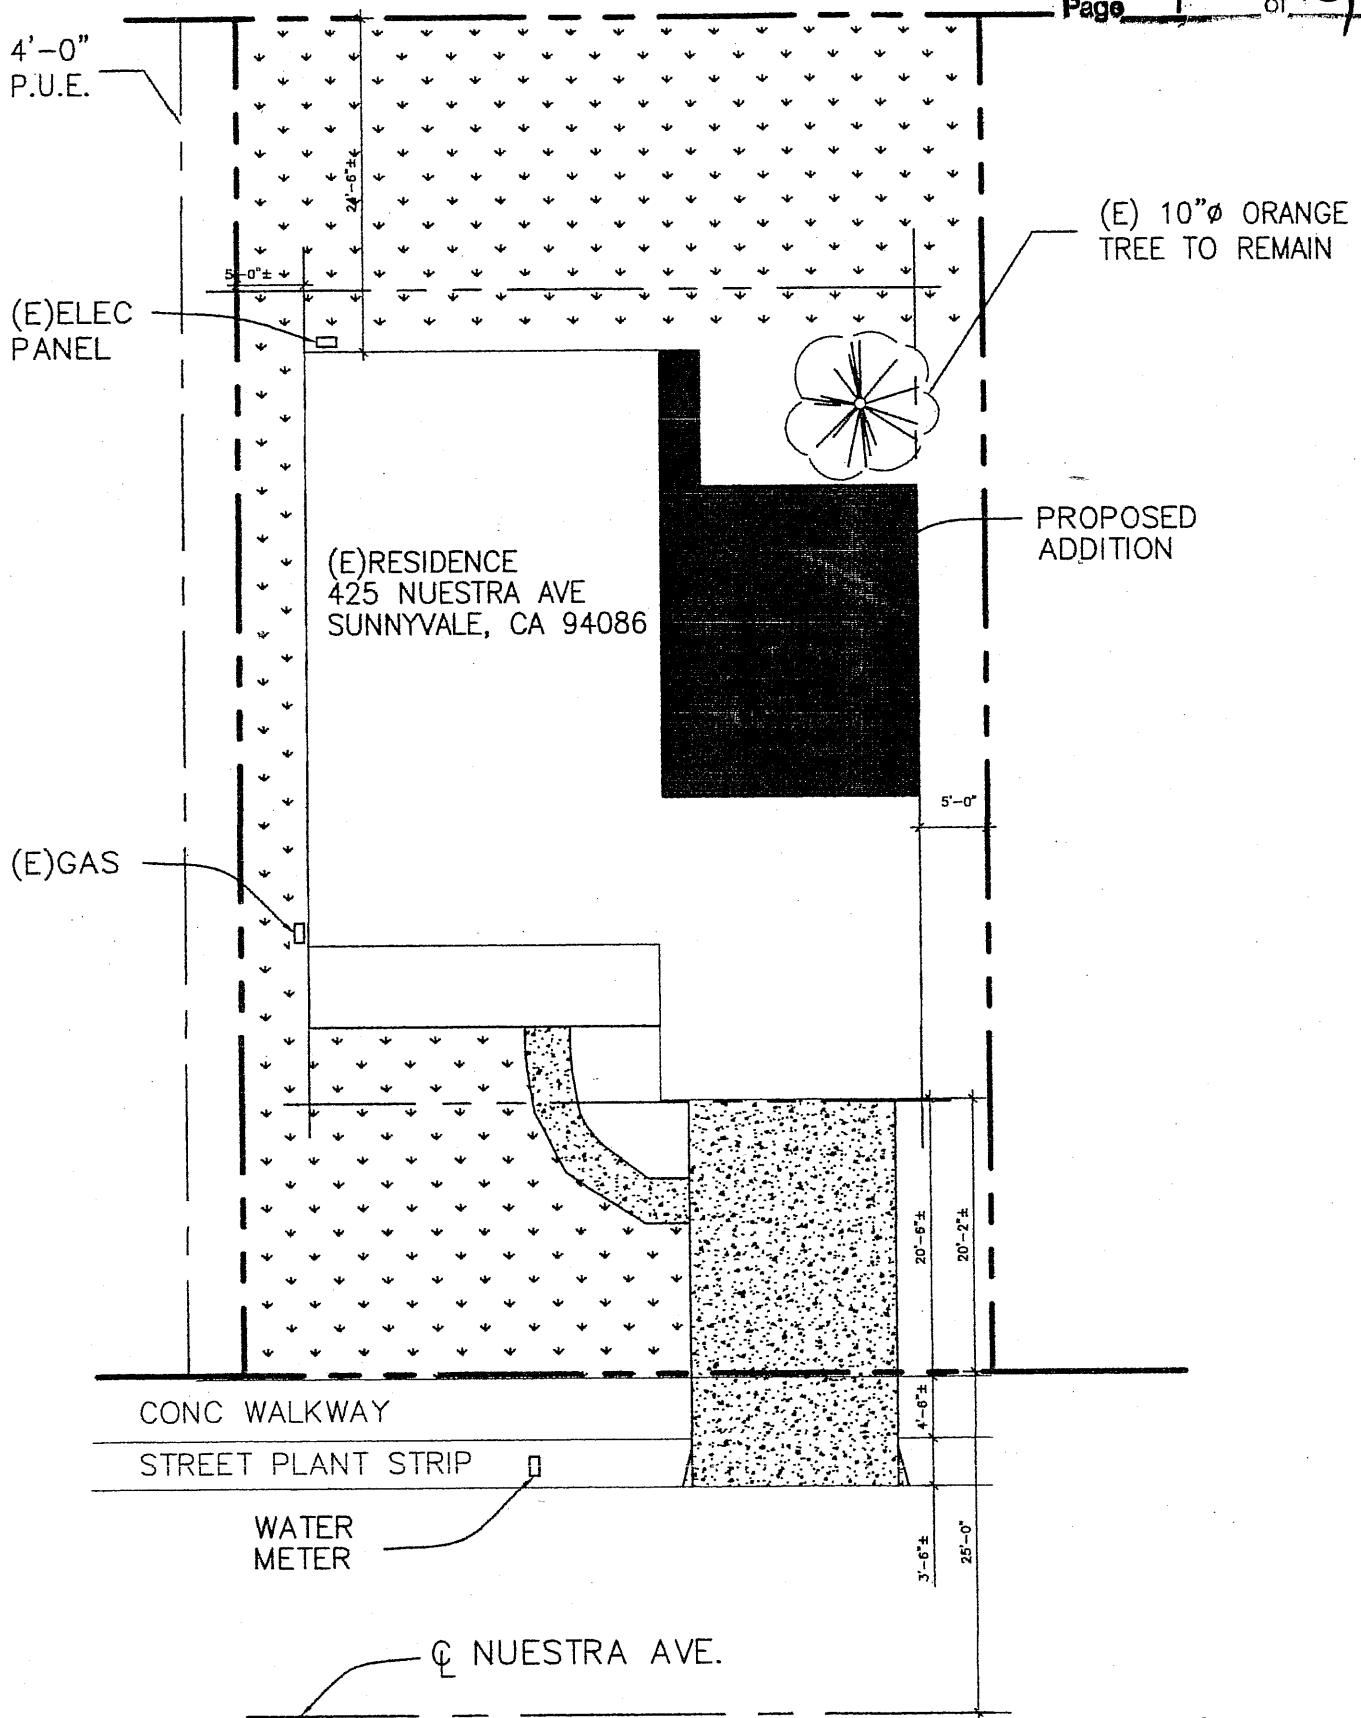 Page 1 of
4'-0"
P.U.E.
24'-6"±
(E) 10"ø ORANGE
TREE TO REMAIN
5'-0"±
(E)ELEC
PANEL
PROPOSED
ADDITION
(E)RESIDENCE
425 NUESTRA AVE
SUNNYVALE, CA 94086
5'-0"
(E)GAS
20'-6"±
20'-2"±
CONC WALKWAY
4'-6"±
STREET PLANT STRIP
WATER
METER
3'-6"±
25'-0"
℄ NUESTRA AVE.